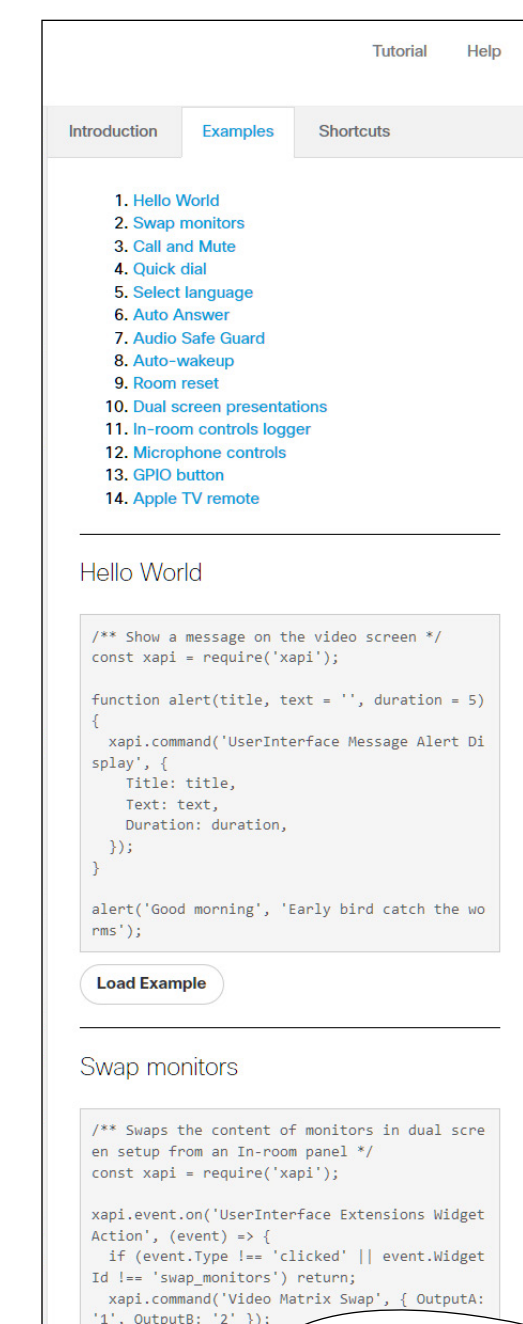 Tutorial Help
Introduction Examples Shortcuts
1. Hello World
2. Swap monitors
3. Call and Mute
4. Quick dial
5. Select language
6. Auto Answer
7. Audio Safe Guard
8. Auto-wakeup
9. Room reset
10. Dual screen presentations
11. In-room controls logger
12. Microphone controls
13. GPIO button
14. Apple TV remote
Hello World
/** Show a message on the video screen */
const xapi = require('xapi');
function alert(title, text = '', duration = 5)
{
  xapi.command('UserInterface Message Alert Di
splay', {
    Title: title,
    Text: text,
    Duration: duration,
  });
}
alert('Good morning', 'Early bird catch the wo
rms');
Load Example
Swap monitors
/** Swaps the content of monitors in dual scre
en setup from an In-room panel */
const xapi = require('xapi');
xapi.event.on('UserInterface Extensions Widget
Action', (event) => {
  if (event.Type !== 'clicked' || event.Widget
Id !== 'swap_monitors') return;
  xapi.command('Video Matrix Swap', { OutputA:
'1', OutputB: '2' });